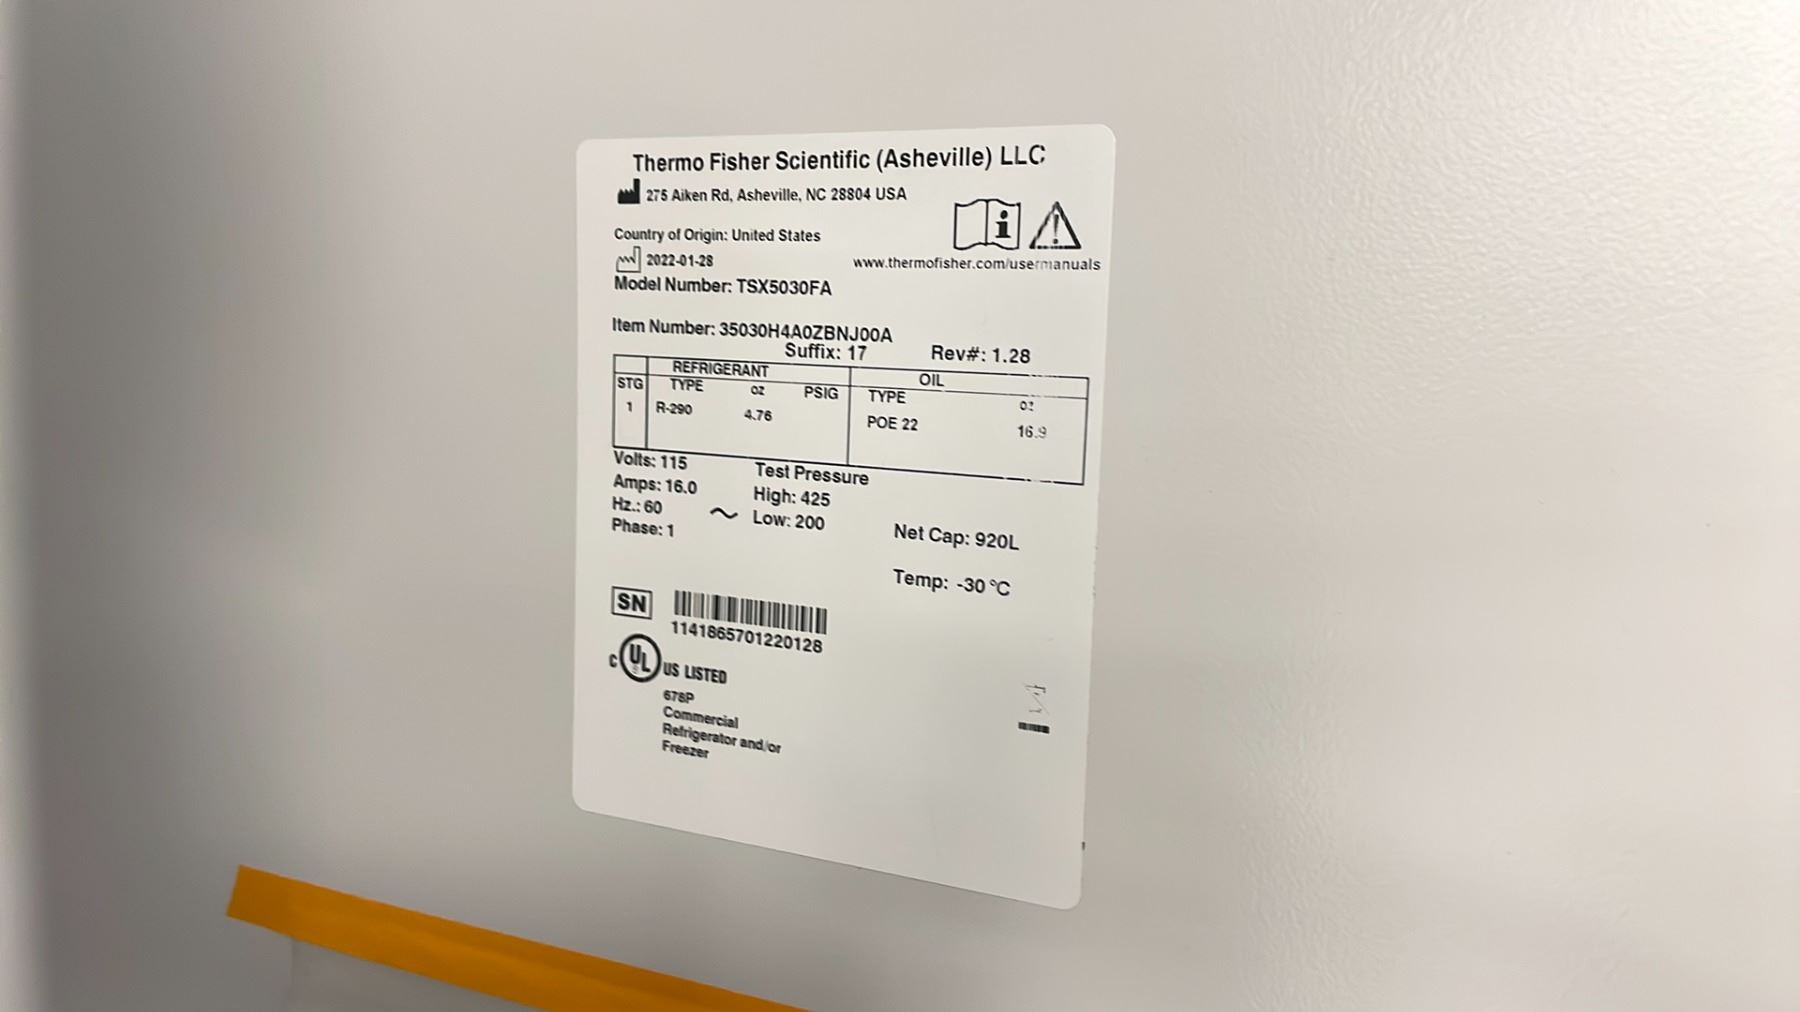 Thermo Fisher Scientific (Asheville) LLC
275 Aiken Rd, Asheville, NC 28804 USA
Country of Origin: United States
2022-01-28
www.thermofisher.com/usermanuals
Model Number: TSX5030FA
Item Number: 35030H4A0ZBNJ00A
Suffix: 17 Rev#: 1.28
REFRIGERANT OIL
STG TYPE oz PSIG TYPE oz
1 R-290 4.76 POE 22 16.9
Volts: 115 Test Pressure
Amps: 16.0 High: 425
Hz.: 60 ~ Low: 200
Phase: 1 Net Cap: 920L
Temp: -30 °C
SN
1141865701220128
C UL US LISTED
678P
Commercial
Refrigerator and/or
Freezer